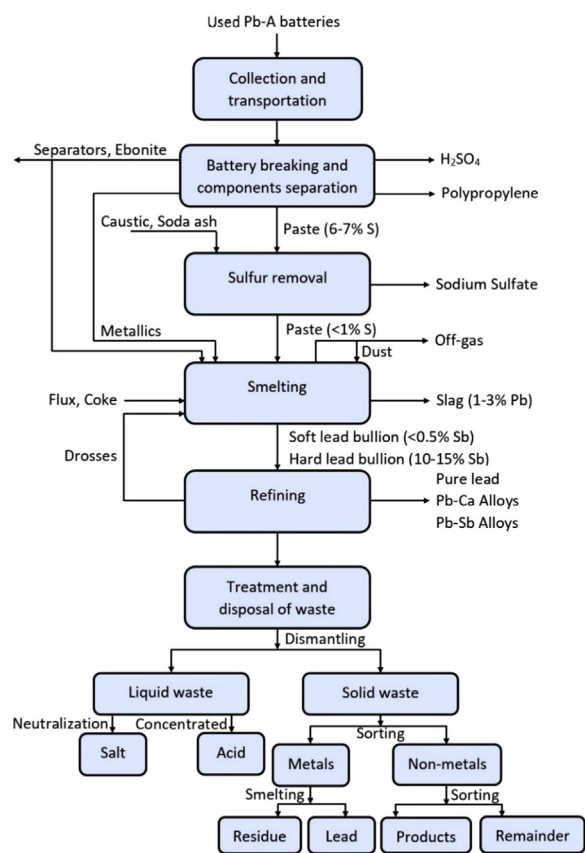 Used Pb-A batteries
Collection and
transportation
Separators, Ebonite
Battery breaking and
components separation
H₂SO₄
Polypropylene
Caustic, Soda ash
Paste (6-7% S)
Sulfur removal
Sodium Sulfate
Metallics
Paste (<1% S)
Off-gas
Dust
Smelting
Flux, Coke
Slag (1-3% Pb)
Soft lead bullion (<0.5% Sb)
Hard lead bullion (10-15% Sb)
Drosses
Refining
Pure lead
Pb-Ca Alloys
Pb-Sb Alloys
Treatment and
disposal of waste
Dismantling
Liquid waste
Solid waste
Neutralization
Concentrated
Sorting
Salt
Acid
Metals
Non-metals
Smelting
Sorting
Residue
Lead
Products
Remainder